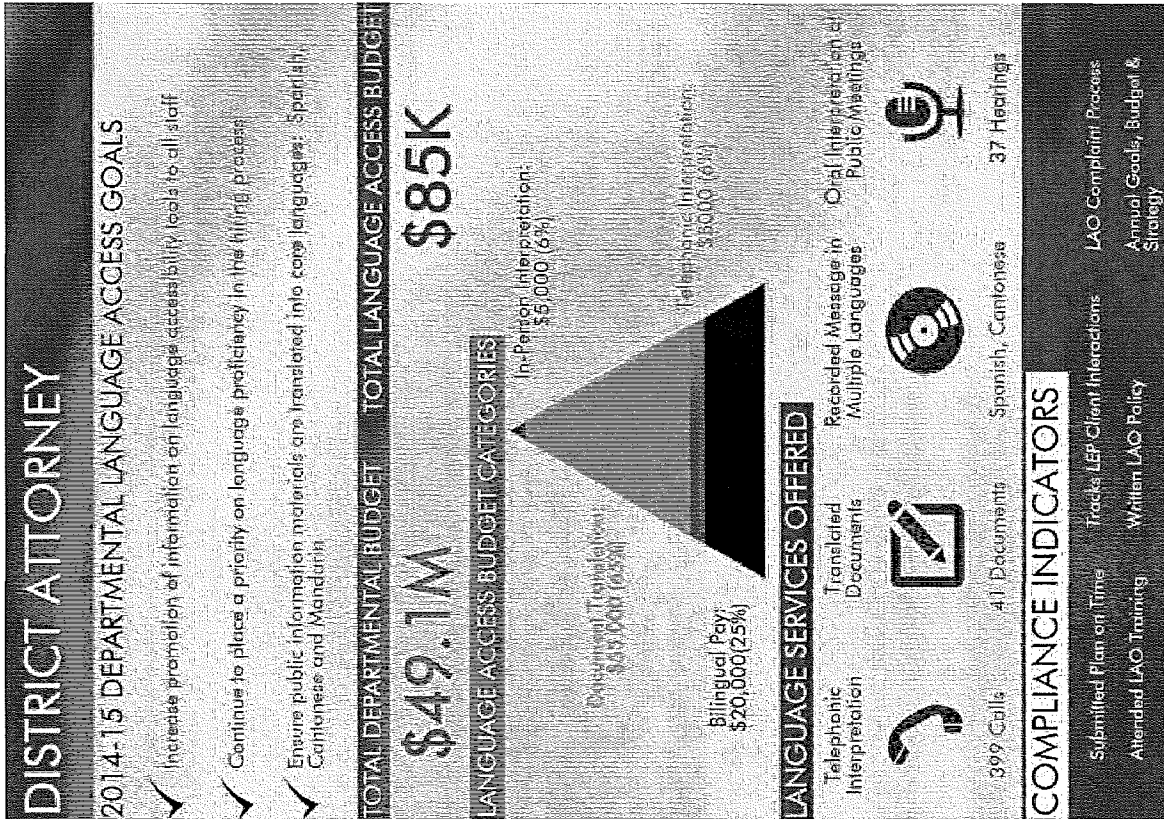 DISTRICT ATTORNEY
2014-15 DEPARTMENTAL LANGUAGE ACCESS GOALS
Increase promotion of information on language accessibility tools to all staff
Continue to place a priority on language proficiency in the hiring process
Ensure public information materials are translated into core languages: Spanish,
Cantonese and Mandarin
TOTAL DEPARTMENTAL BUDGET
$49.1M
TOTAL LANGUAGE ACCESS BUDGET
$85K
LANGUAGE ACCESS BUDGET CATEGORIES
In-Person Interpretation:
$5,000 (6%)
Document Translation:
Telephonic Interpretation:
$5,000 (6%)
Bilingual Pay:
$20,000(25%)
LANGUAGE SERVICES OFFERED
Telephonic
Interpretation
399 Calls
Translated
Documents
41 Documents
Recorded Message in
Multiple Languages
Spanish, Cantonese
Oral Interpretation at
Public Meetings
37 Hearings
COMPLIANCE INDICATORS
Submitted Plan on Time
Tracks LEP Client Interactions
LAO Complaint Process
Attended LAO Training
Written LAO Policy
Annual Goals, Budget &
Strategy